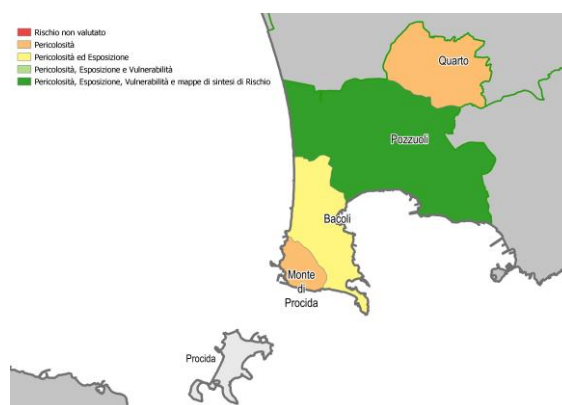 Rischio non valutato
Pericolosità
Pericolosità ed Esposizione
Pericolosità, Esposizione e Vulnerabilità
Pericolosità, Esposizione, Vulnerabilità e mappe di sintesi di Rischio
Quarto
Pozzuoli
Bacoli
Monte
di
Procida
Procida